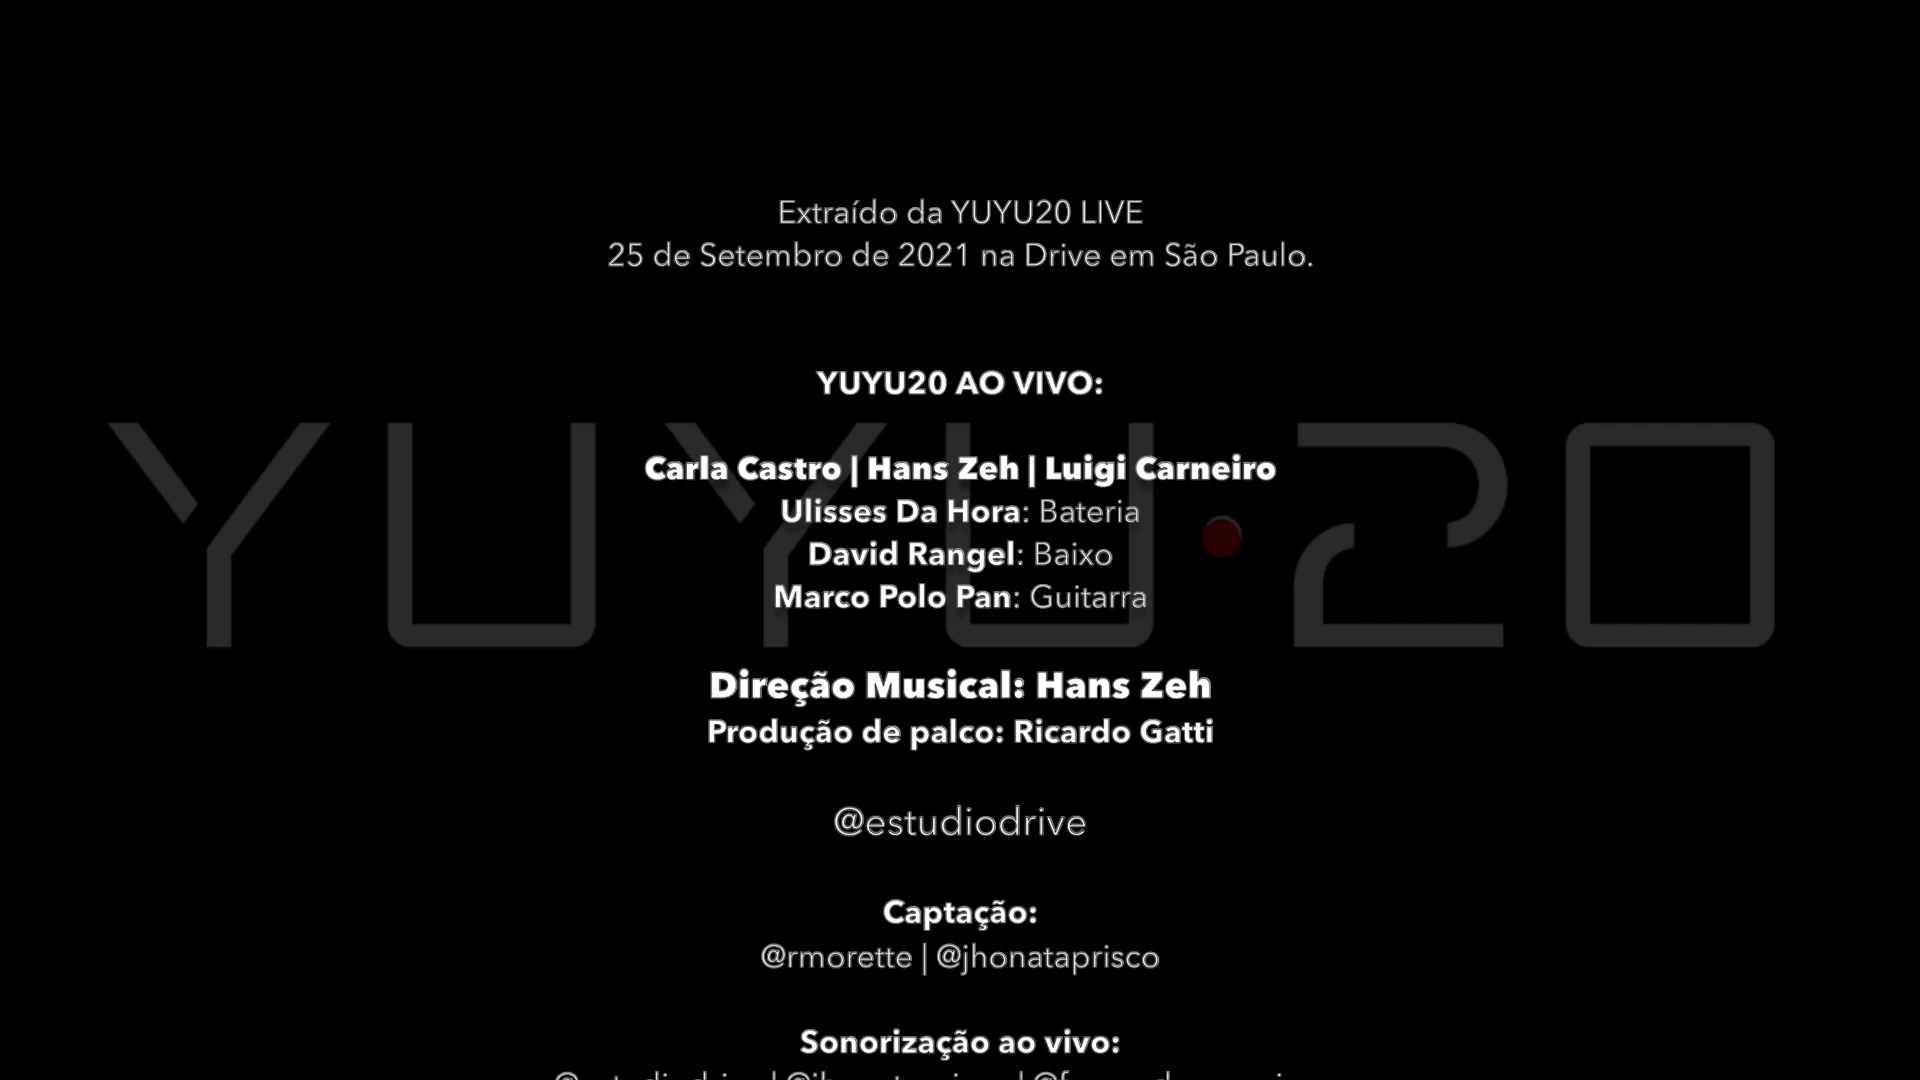 Extraído da YUYU20 LIVE
25 de Setembro de 2021 na Drive em São Paulo.
YUYU20 AO VIVO:
YUYU•20
Carla Castro | Hans Zeh | Luigi Carneiro
Ulisses Da Hora: Bateria
David Rangel: Baixo
Marco Polo Pan: Guitarra
Direção Musical: Hans Zeh
Produção de palco: Ricardo Gatti
@estudiodrive
Captação:
@rmorette | @jhonataprisco
Sonorização ao vivo: